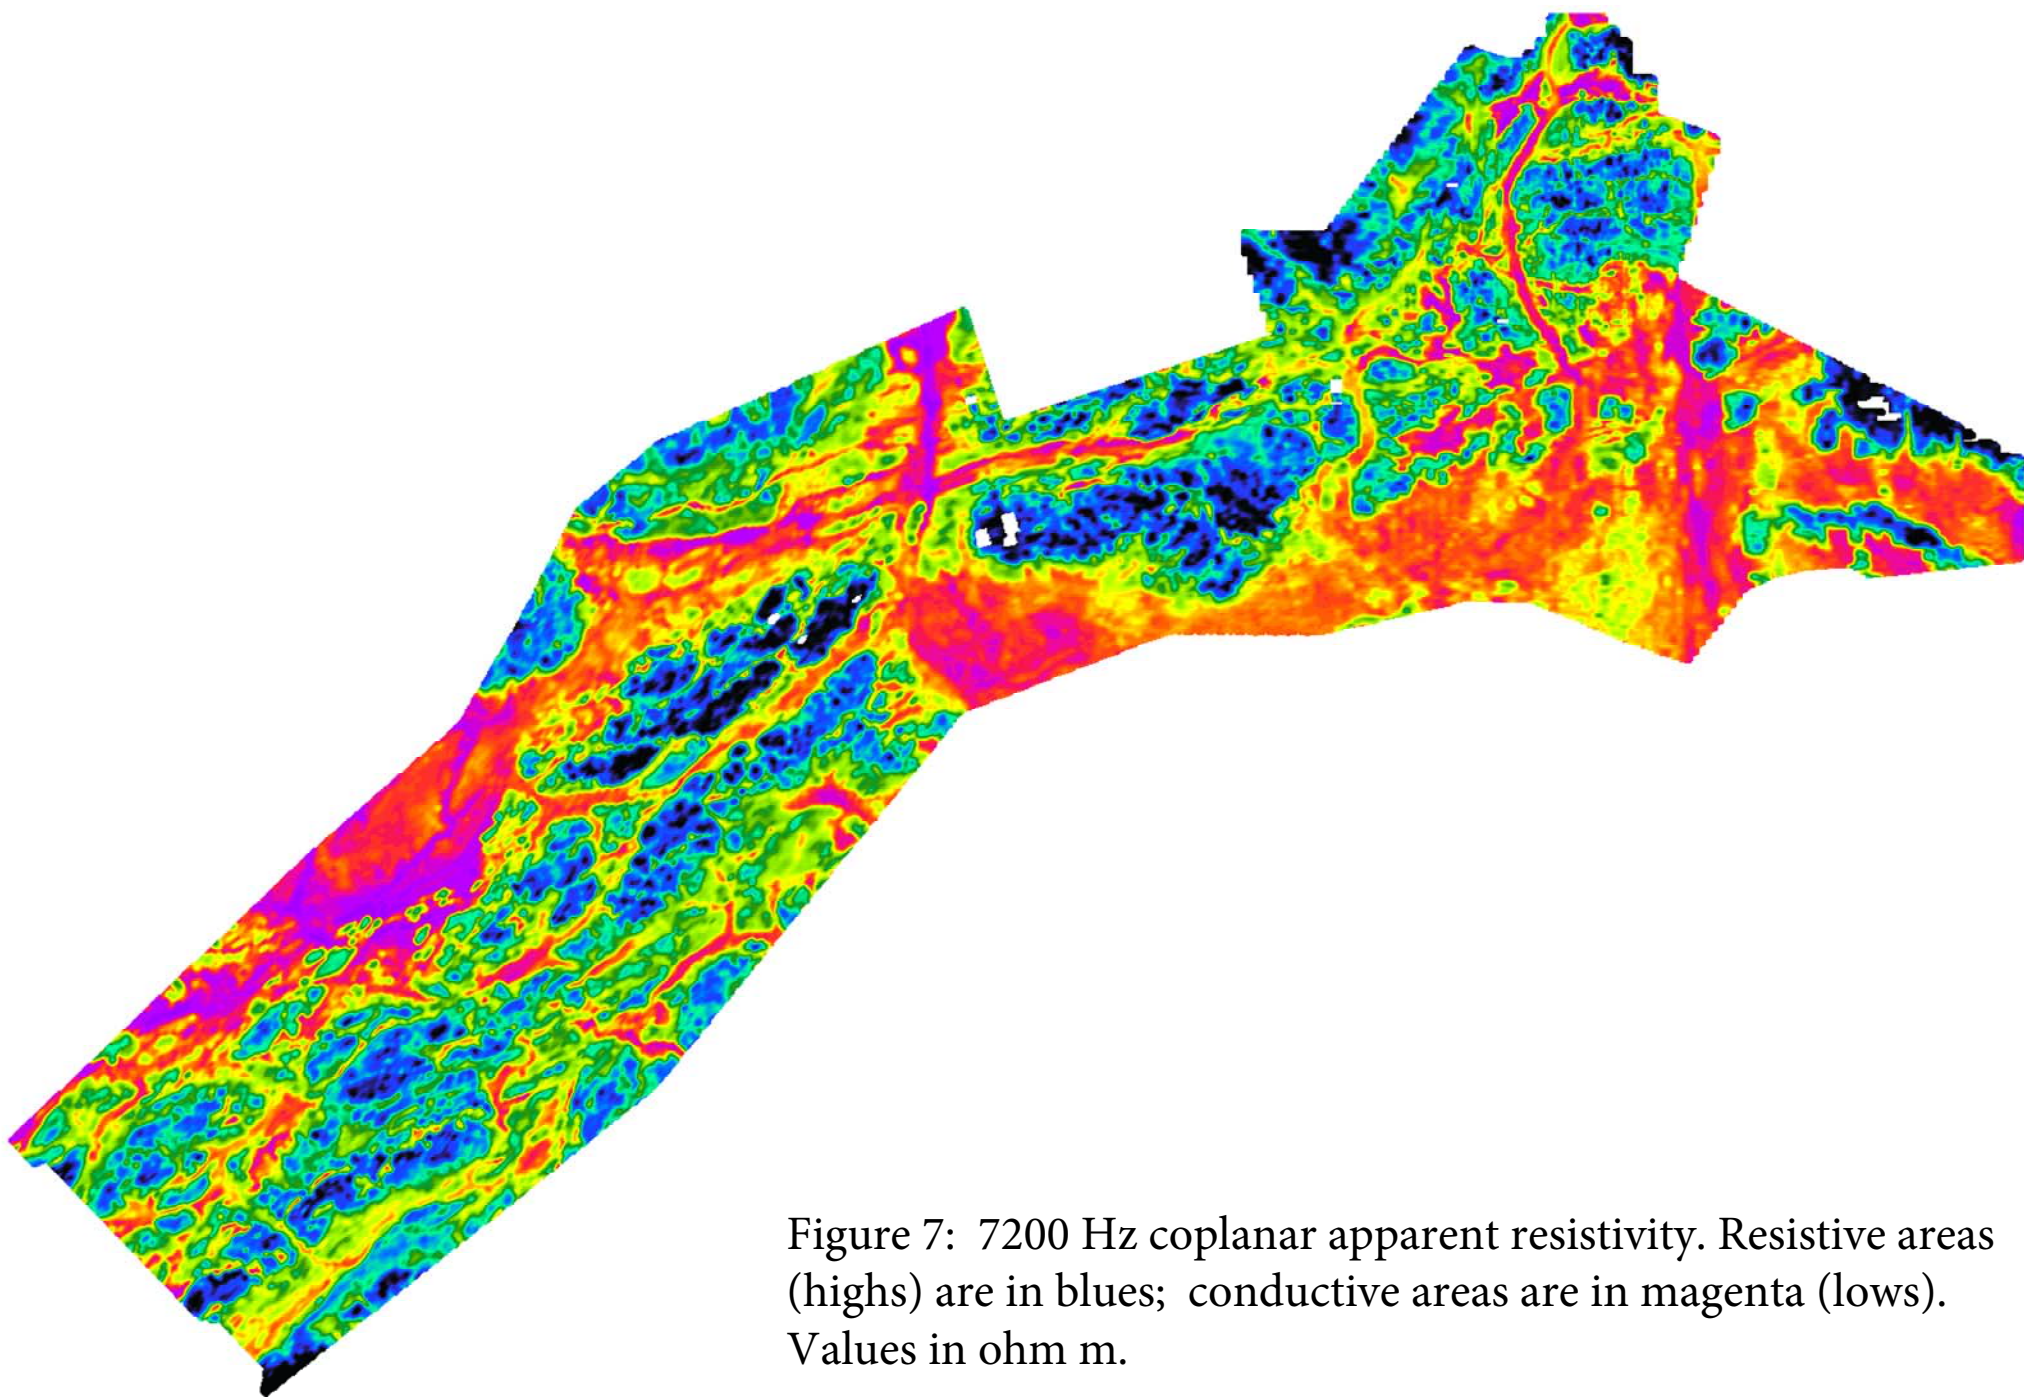 Figure 7: 7200 Hz coplanar apparent resistivity. Resistive areas
(highs) are in blues; conductive areas are in magenta (lows).
Values in ohm m.